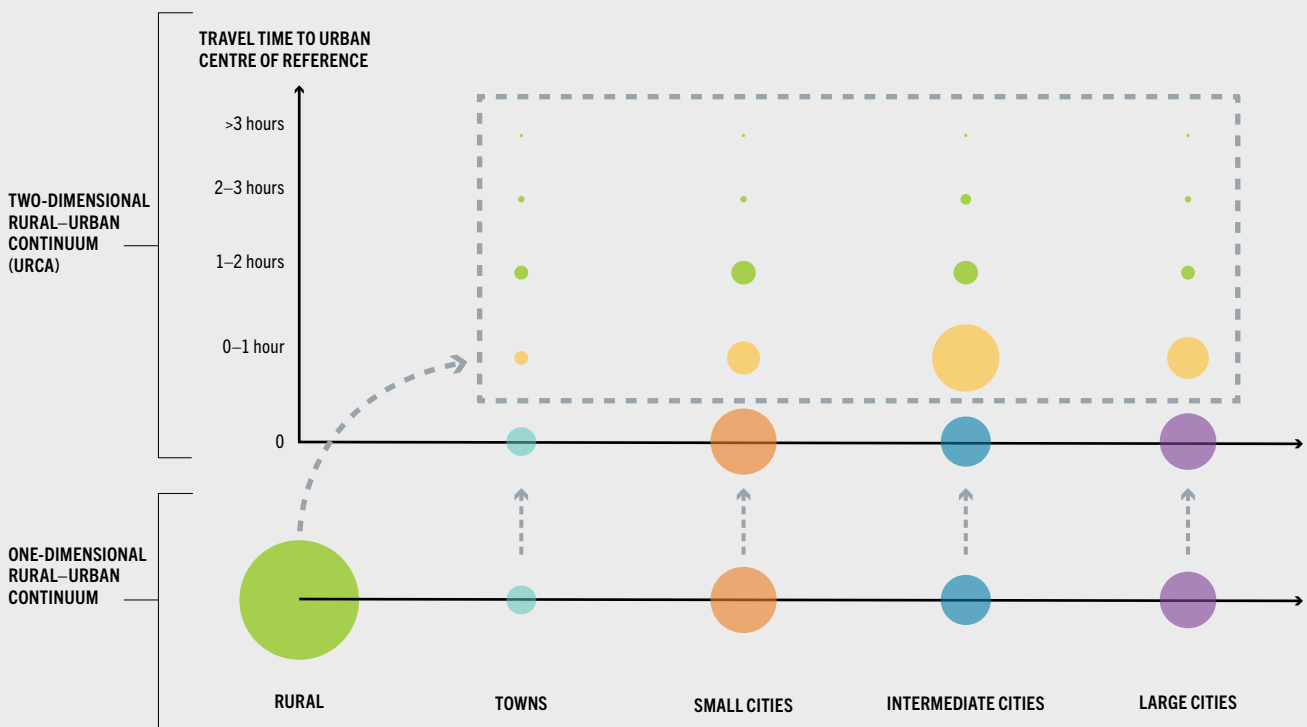 TRAVEL TIME TO URBAN
CENTRE OF REFERENCE
>3 hours
2–3 hours
1–2 hours
0–1 hour
0
TWO-DIMENSIONAL
RURAL–URBAN
CONTINUUM
(URCA)
ONE-DIMENSIONAL
RURAL–URBAN
CONTINUUM
RURAL
TOWNS
SMALL CITIES
INTERMEDIATE CITIES
LARGE CITIES